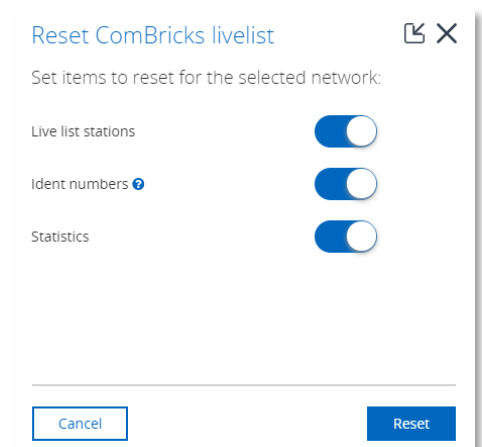 Reset ComBricks livelist
Set items to reset for the selected network:
Live list stations
Ident numbers ?
Statistics
Cancel
Reset